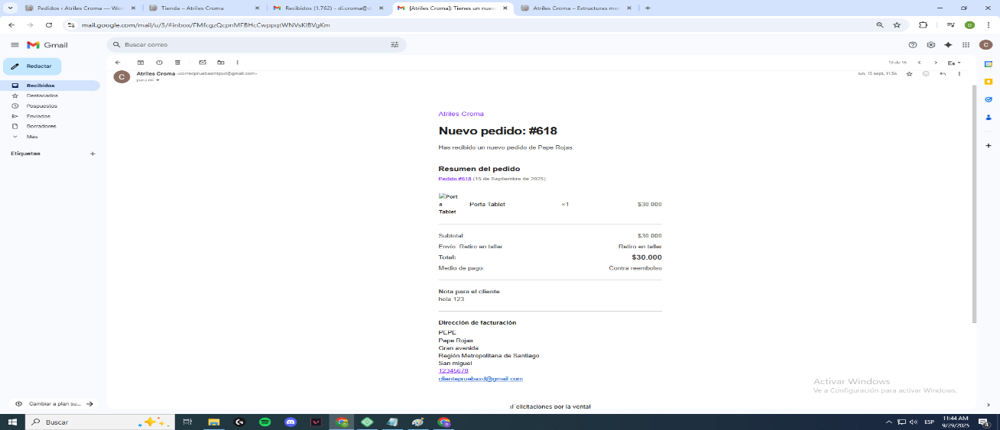 Pedidos ‹ Atriles Croma — Wor
Tienda – Atriles Croma
Recibidos (1.762) - di.croma@
[Atriles Croma]: Tienes un nuev
Atriles Croma – Estructuras met
mail.google.com/mail/u/3/#inbox/FMfcgzQcpnMFBHcCwppqtWNVsKlBVgKm
D
Gmail
Buscar correo
C
Redactar
13 de 16
Es
Recibidos
Destacados
Pospuestos
Enviados
Borradores
Más
Etiquetas
C
Atriles Croma <correopruebasmtpxd@gmail.com>
lun, 15 sept, 11:56
para mí
Atriles Croma
Nuevo pedido: #618
Has recibido un nuevo pedido de Pepe Rojas.
Resumen del pedido
Pedido #618 (15 de Septiembre de 2025)
Porta Tablet
Porta Tablet ×1 $30.000
Subtotal: $30.000
Envío: Retiro en taller Retiro en taller
Total: $30.000
Medio de pago: Contra reembolso
Nota para el cliente
hola 123
Dirección de facturación
PEPE
Pepe Rojas
Gran avenida
Región Metropolitana de Santiago
San miguel
12345678
clientepruebaxd@gmail.com
¡Felicitaciones por la venta!
Cambiar a plan su...
Activar Windows
Ve a Configuración para activar Windows.
Buscar
ESP
11:44 AM
9/29/2025
4